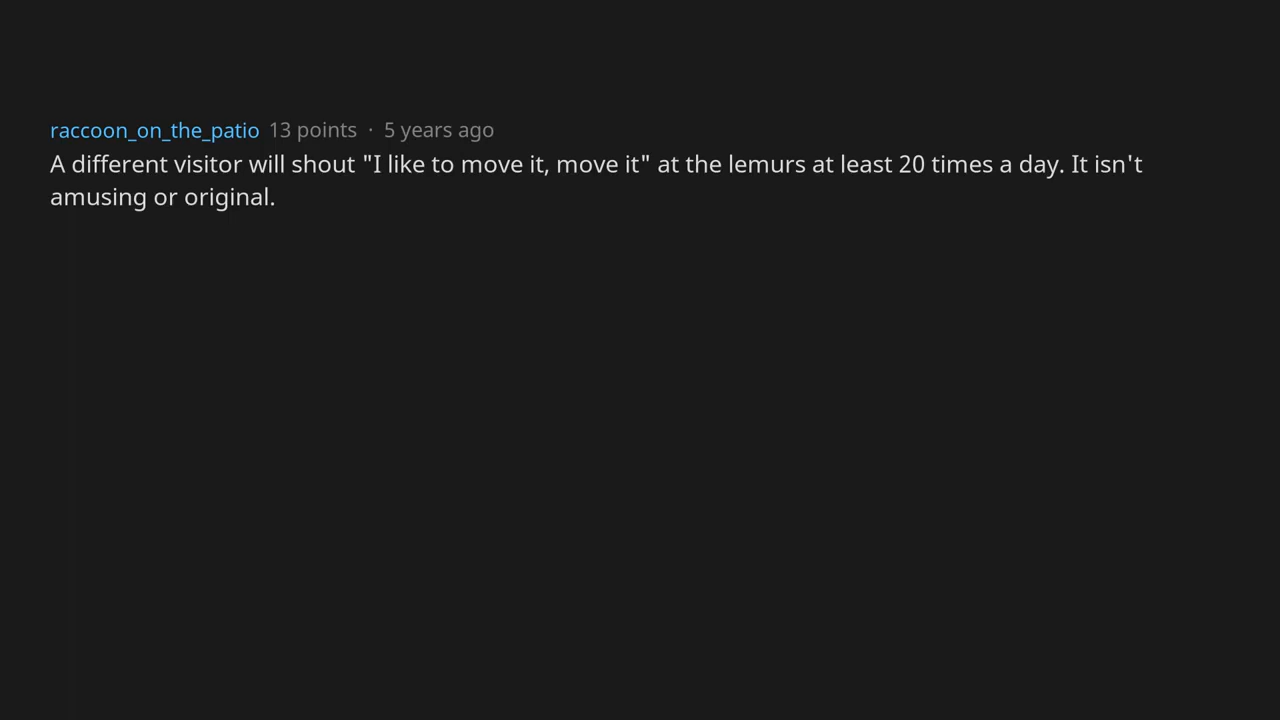 raccoon_on_the_patio 13 points · 5 years ago
A different visitor will shout "I like to move it, move it" at the lemurs at least 20 times a day. It isn't
amusing or original.